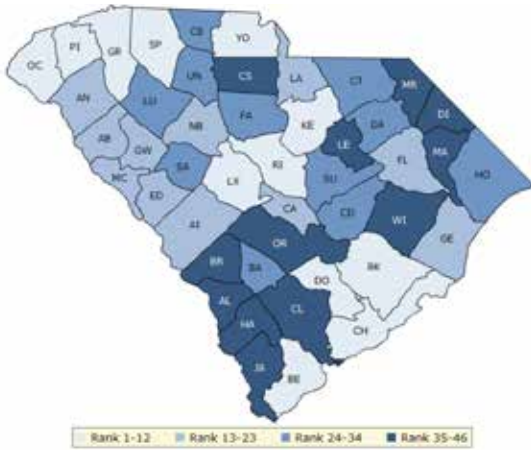 CB
YO
OC
PI
GR
SP
UN
CS
LA
CT
MR
DI
AN
LU
NB
FA
KE
LE
DA
MA
HO
AB
GW
SA
LX
RI
SU
FL
MC
ED
CA
CD
WI
GE
AI
OR
BR
BA
DO
BK
AL
HA
CL
CH
JA
BE
Rank 1-12 Rank 13-23 Rank 24-34 Rank 35-46